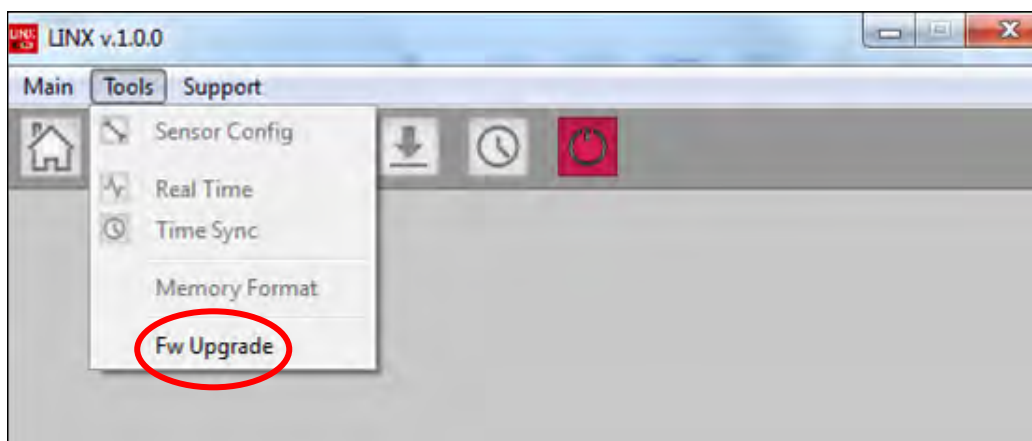 LINX v.1.0.0
Main Tools Support
Sensor Config
Real Time
Time Sync
Memory Format
Fw Upgrade